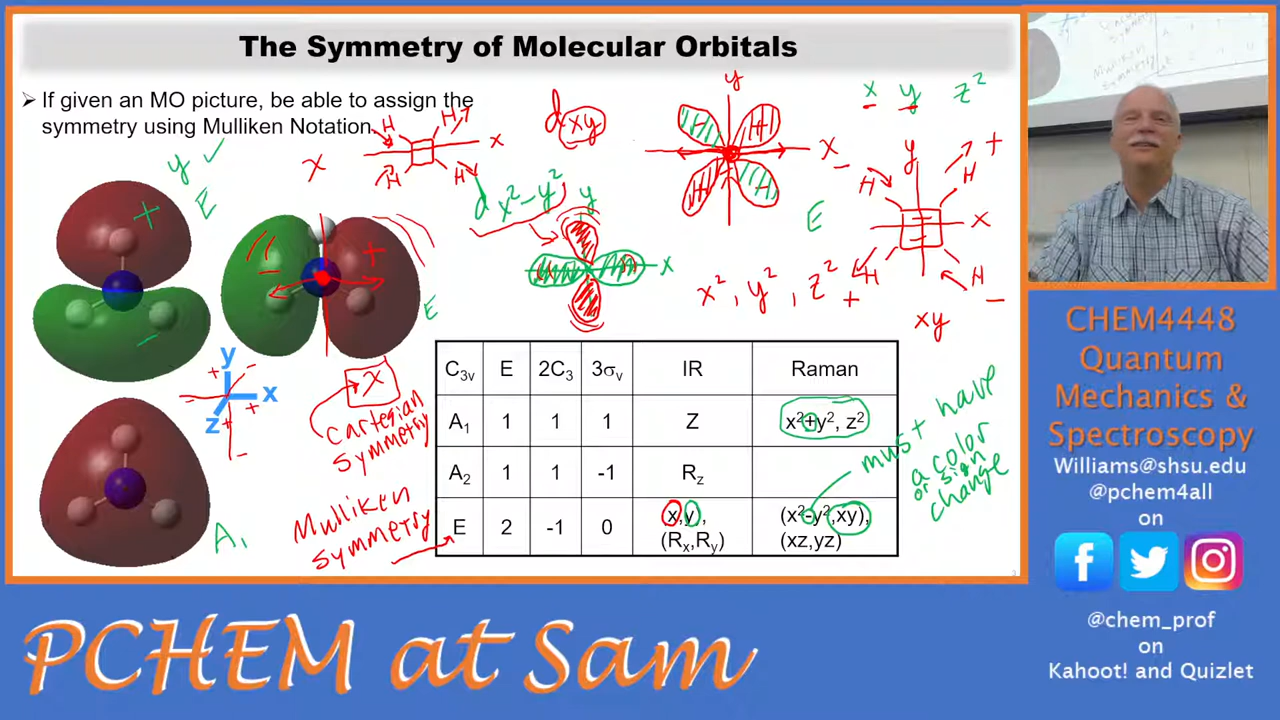 The Symmetry of Molecular Orbitals
➢ If given an MO picture, be able to assign the
symmetry using Mulliken Notation.
y ✓
E
+
-
x
H H
H H
x
d xy
d x²-y²
y
x
y
x
H H
H H
E
x y z²
x², y², z²
y
x
H H
H H
+ -
+ -
xy
- +
E
y
x
z
+ -
+
+ -
x
Cartesian
Symmetry
Mulliken
Symmetry
A₁
C3v E 2C3 3σv IR Raman
A1 1 1 1 Z x²+y², z²
A2 1 1 -1 Rz
E 2 -1 0 x,y, (x²-y²,xy),
(Rx,Ry) (xz,yz)
must have
a color
or sign
change
CHEM4448
Quantum
Mechanics &
Spectroscopy
Williams@shsu.edu
@pchem4all
on
@chem_prof
on
Kahoot! and Quizlet
PCHEM at Sam